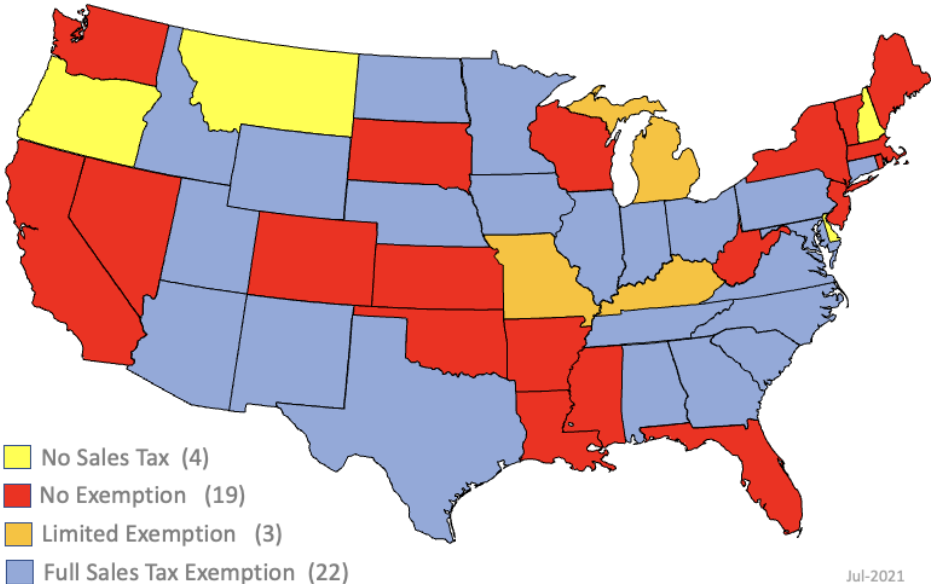 No Sales Tax (4)
No Exemption (19)
Limited Exemption (3)
Full Sales Tax Exemption (22)
Jul-2021